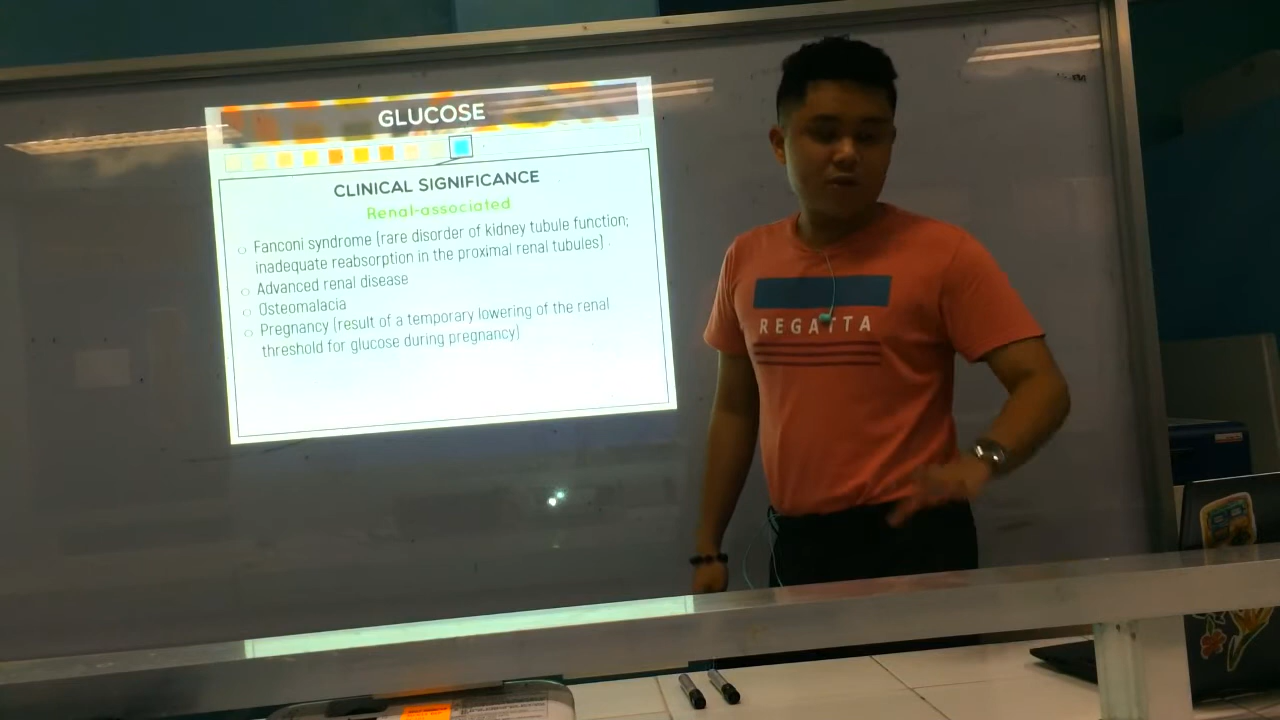 GLUCOSE
CLINICAL SIGNIFICANCE
Renal-associated
Fanconi syndrome (rare disorder of kidney tubule function;
inadequate reabsorption in the proximal renal tubules)
Advanced renal disease
Osteomalacia
Pregnancy (result of a temporary lowering of the renal
threshold for glucose during pregnancy)
REGATTA